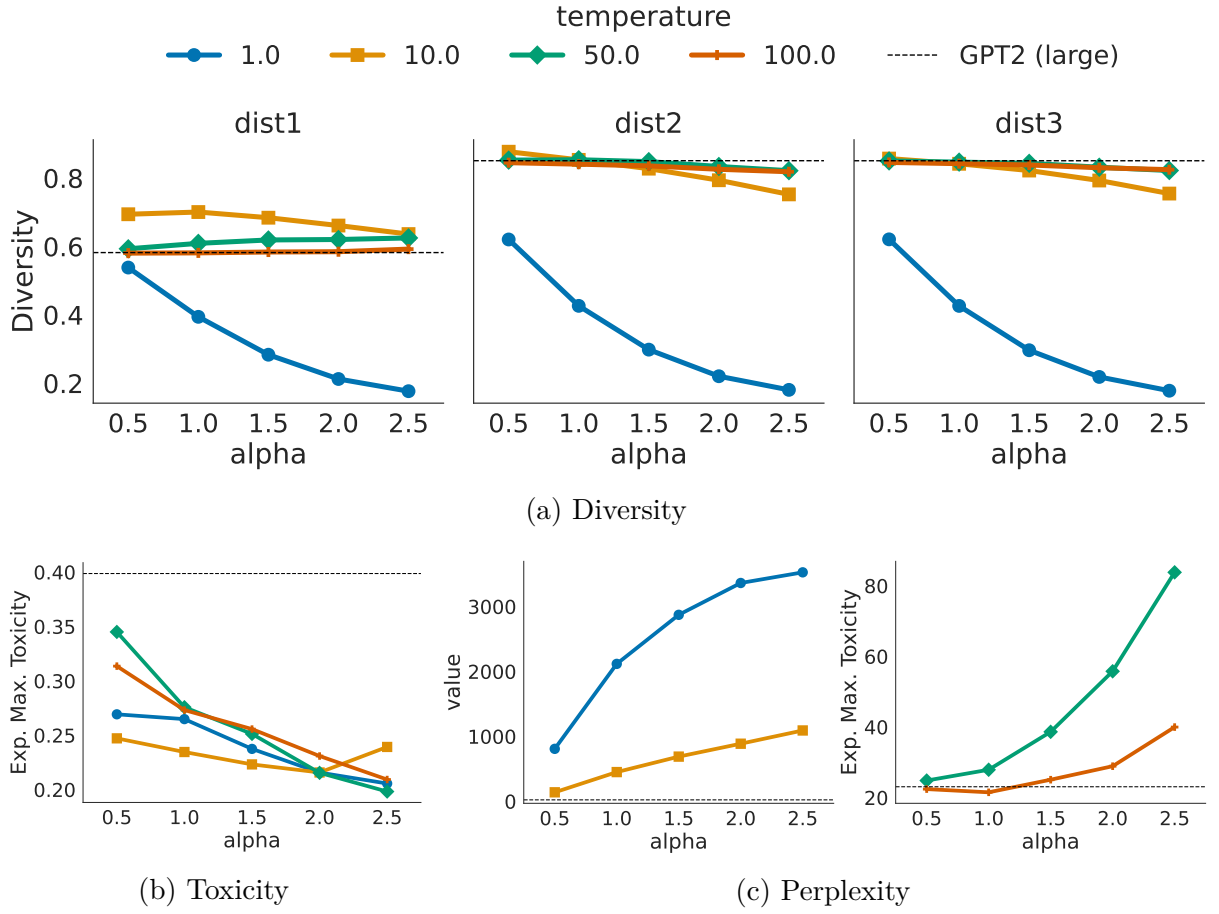 temperature
1.0 10.0 50.0 100.0 GPT2 (large)
dist1 dist2 dist3
Diversity
0.8
0.6
0.4
0.2
0.5 1.0 1.5 2.0 2.5 0.5 1.0 1.5 2.0 2.5 0.5 1.0 1.5 2.0 2.5
alpha alpha alpha
(a) Diversity
Exp. Max. Toxicity
0.40
0.35
0.30
0.25
0.20
0.5 1.0 1.5 2.0 2.5
alpha
(b) Toxicity
value
3000
2000
1000
0
0.5 1.0 1.5 2.0 2.5
alpha
Exp. Max. Toxicity
80
60
40
20
0.5 1.0 1.5 2.0 2.5
alpha
(c) Perplexity